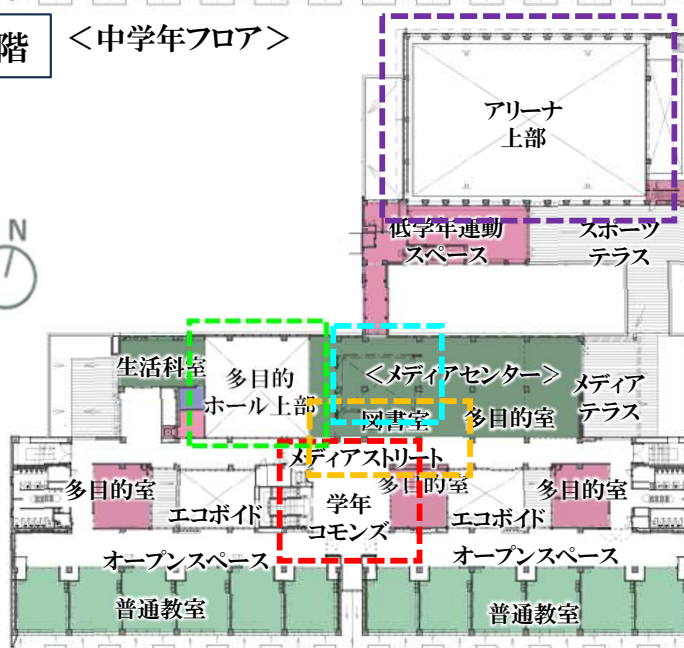 階
<中学年フロア>
アリーナ
上部
N
低学年運動
スペース
スポーツ
テラス
生活科室
多目的
ホール上部
<メディアセンター>
図書室
多目的室
メディア
テラス
メディアストリート
多目的室
エコボイド
学年
コモンズ
多目的室
エコボイド
多目的室
オープンスペース
オープンスペース
普通教室
普通教室